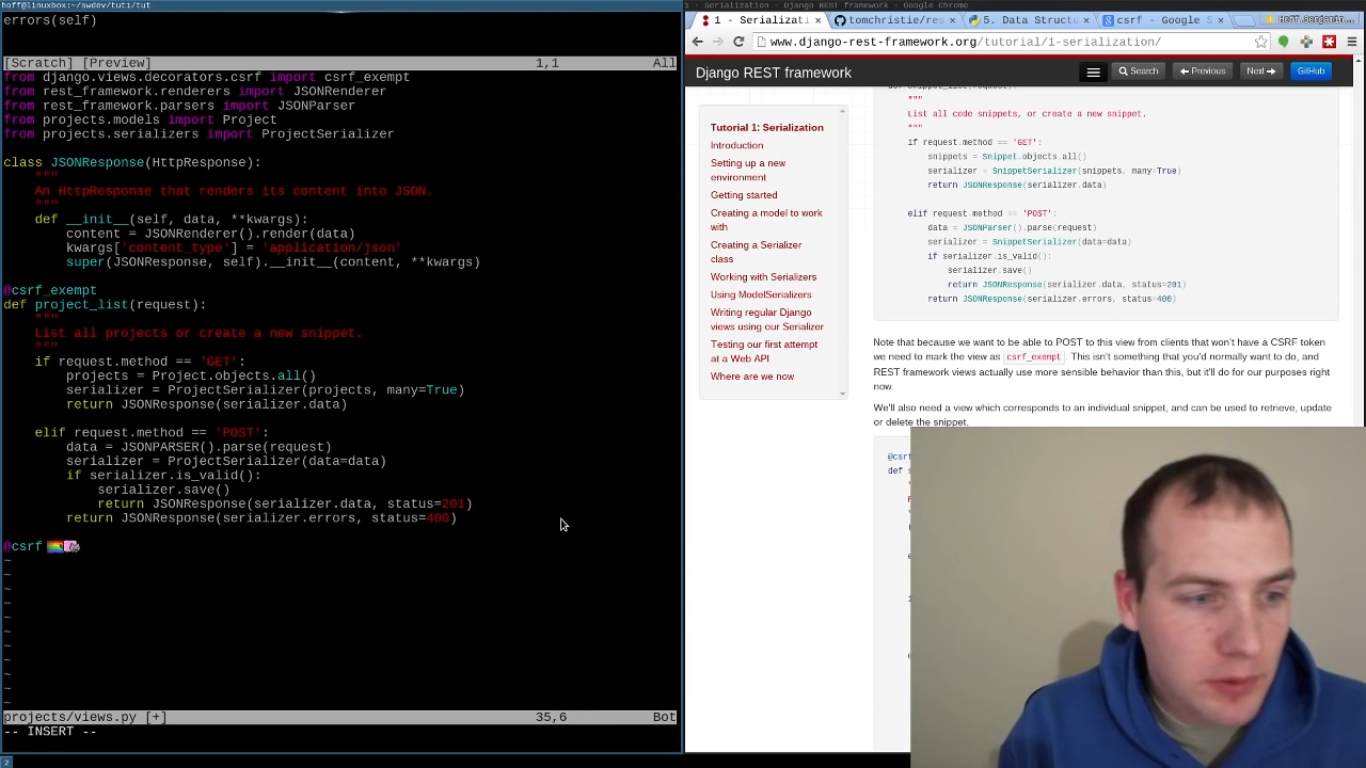 hoff@linuxbox:~/swdev/tut1/tut
errors(self)
[Scratch] [Preview] 1,1 All
from django.views.decorators.csrf import csrf_exempt
from rest_framework.renderers import JSONRenderer
from rest_framework.parsers import JSONParser
from projects.models import Project
from projects.serializers import ProjectSerializer
class JSONResponse(HttpResponse):
"""
An HttpResponse that renders its content into JSON.
"""
def __init__(self, data, **kwargs):
content = JSONRenderer().render(data)
kwargs['content_type'] = 'application/json'
super(JSONResponse, self).__init__(content, **kwargs)
@csrf_exempt
def project_list(request):
"""
List all projects or create a new snippet.
"""
if request.method == 'GET':
projects = Project.objects.all()
serializer = ProjectSerializer(projects, many=True)
return JSONResponse(serializer.data)
elif request.method == 'POST':
data = JSONPARSER().parse(request)
serializer = ProjectSerializer(data=data)
if serializer.is_valid():
serializer.save()
return JSONResponse(serializer.data, status=201)
return JSONResponse(serializer.errors, status=400)
@csrf
~
~
~
~
~
~
~
~
~
~
~
projects/views.py [+] 35,6 Bot
-- INSERT --
2
1 - Serialization - Django REST framework - Google Chrome
1 - Serializati × tomchristie/res × 5. Data Structu × csrf - Google S ×
www.django-rest-framework.org/tutorial/1-serialization/
Django REST framework Search Previous Next GitHub
Tutorial 1: Serialization
Introduction
Setting up a new
environment
Getting started
Creating a model to work
with
Creating a Serializer
class
Working with Serializers
Using ModelSerializers
Writing regular Django
views using our Serializer
Testing our first attempt
at a Web API
Where are we now
"""
List all code snippets, or create a new snippet.
"""
if request.method == 'GET':
snippets = Snippet.objects.all()
serializer = SnippetSerializer(snippets, many=True)
return JSONResponse(serializer.data)
elif request.method == 'POST':
data = JSONParser().parse(request)
serializer = SnippetSerializer(data=data)
if serializer.is_valid():
serializer.save()
return JSONResponse(serializer.data, status=201)
return JSONResponse(serializer.errors, status=400)
Note that because we want to be able to POST to this view from clients that won't have a CSRF token
we need to mark the view as csrf_exempt. This isn't something that you'd normally want to do, and
REST framework views actually use more sensible behavior than this, but it'll do for our purposes right
now.
We'll also need a view which corresponds to an individual snippet, and can be used to retrieve, update
or delete the snippet.
@csrf
def